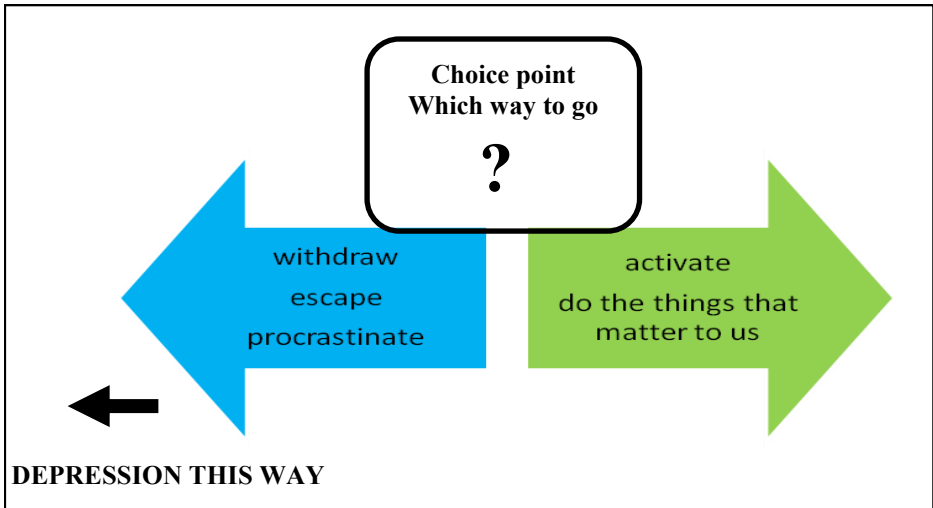 Choice point
Which way to go
?
withdraw
escape
procrastinate
activate
do the things that
matter to us
DEPRESSION THIS WAY